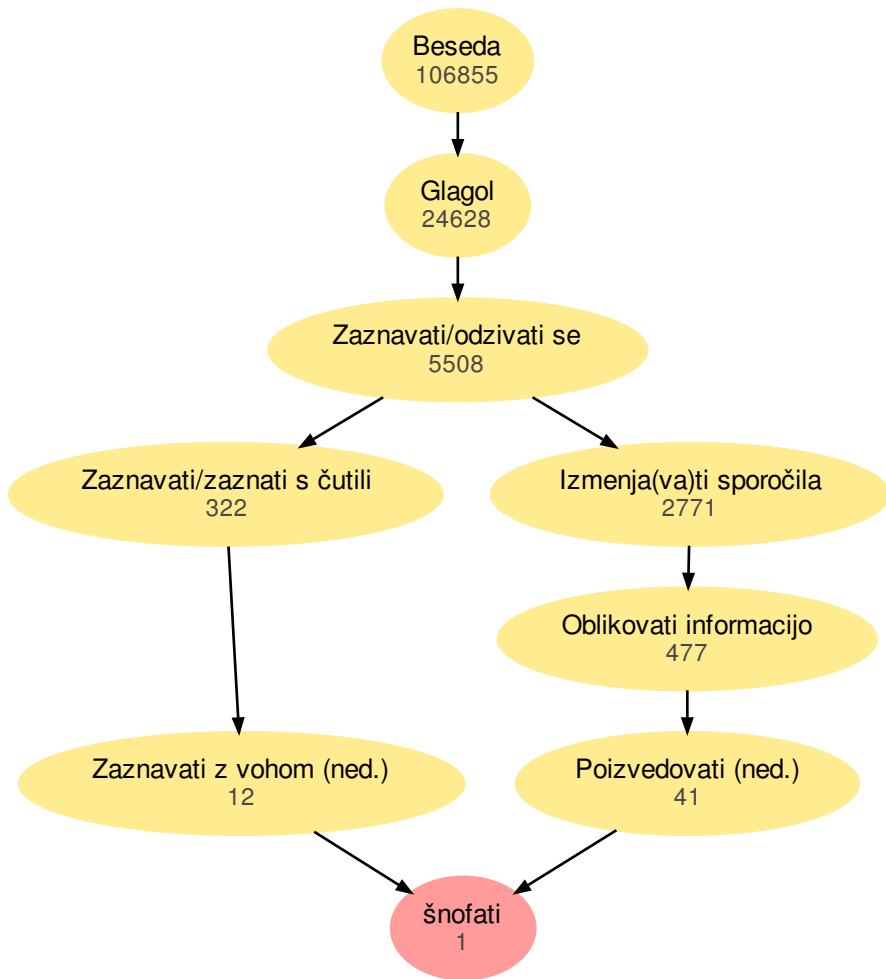 Beseda
106855
Glagol
24628
Zaznavati/odzivati se
5508
Zaznavati/zaznati s čutili
322
Izmenja(va)ti sporočila
2771
Oblikovati informacijo
477
Zaznavati z vohom (ned.)
12
Poizvedovati (ned.)
41
šnofati
1